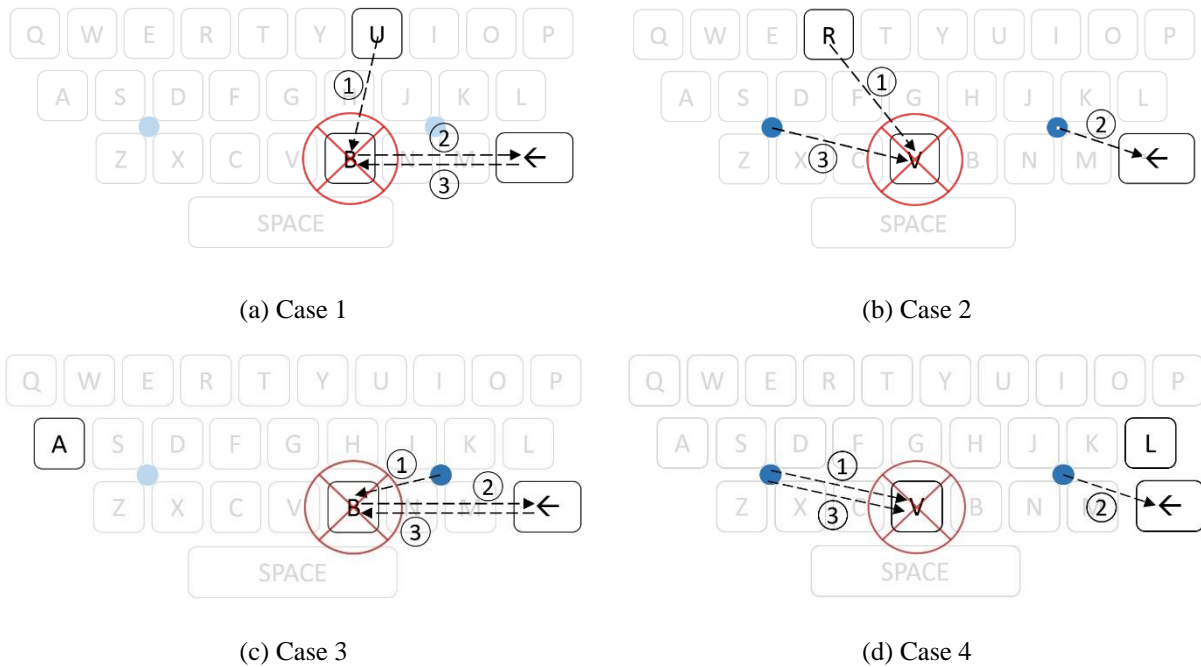 Q W E R T Y U I O P
A S D F G H J K L
Z X C V B N M ←
SPACE
1
2
3
(a) Case 1
Q W E R T Y U I O P
A S D F G H J K L
Z X C V B N M ←
SPACE
1
2
3
(b) Case 2
Q W E R T Y U I O P
A S D F G H J K L
Z X C V B N M ←
SPACE
1
2
3
(c) Case 3
Q W E R T Y U I O P
A S D F G H J K L
Z X C V B N M ←
SPACE
1
2
3
(d) Case 4